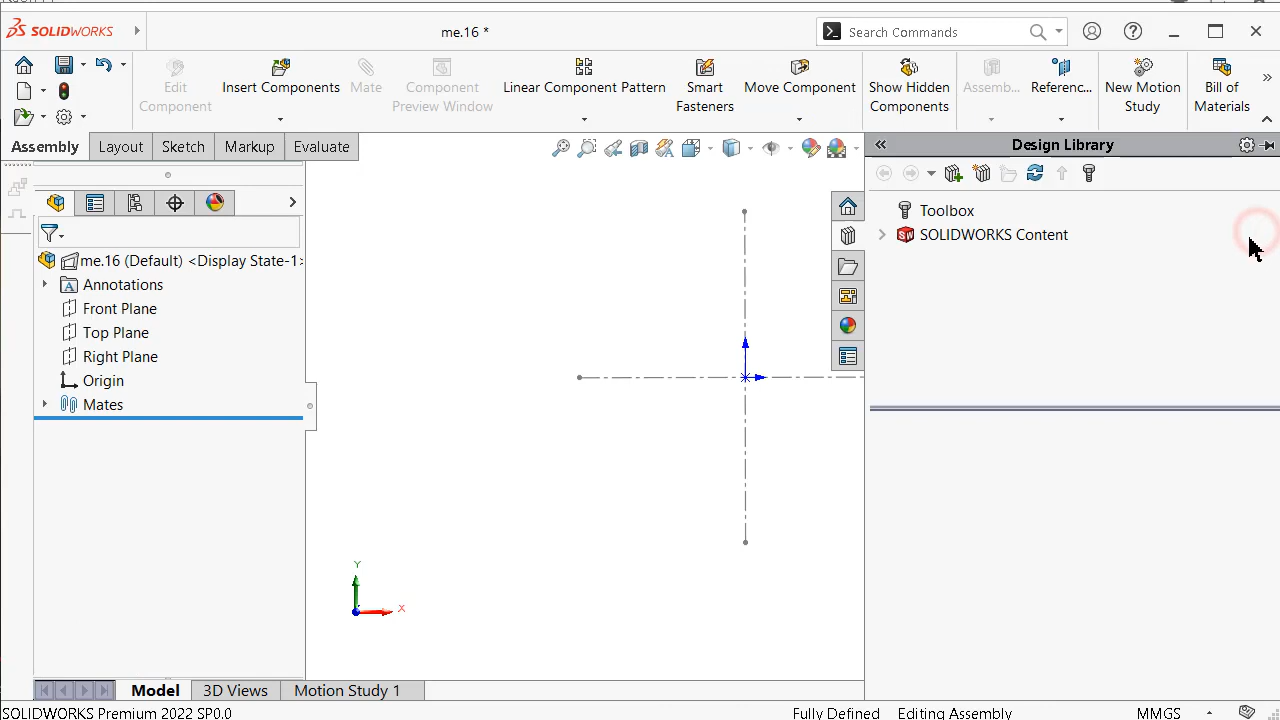 SOLIDWORKS
me.16 *
Search Commands
Edit Component
Insert Components
Mate
Component Preview Window
Linear Component Pattern
Smart Fasteners
Move Component
Show Hidden Components
Assemb...
Referenc...
New Motion Study
Bill of Materials
Assembly
Layout
Sketch
Markup
Evaluate
Design Library
Toolbox
SOLIDWORKS Content
me.16 (Default) <Display State-1>
Annotations
Front Plane
Top Plane
Right Plane
Origin
Mates
Y
X
Model
3D Views
Motion Study 1
SOLIDWORKS Premium 2022 SP0.0
Fully Defined
Editing Assembly
MMGS